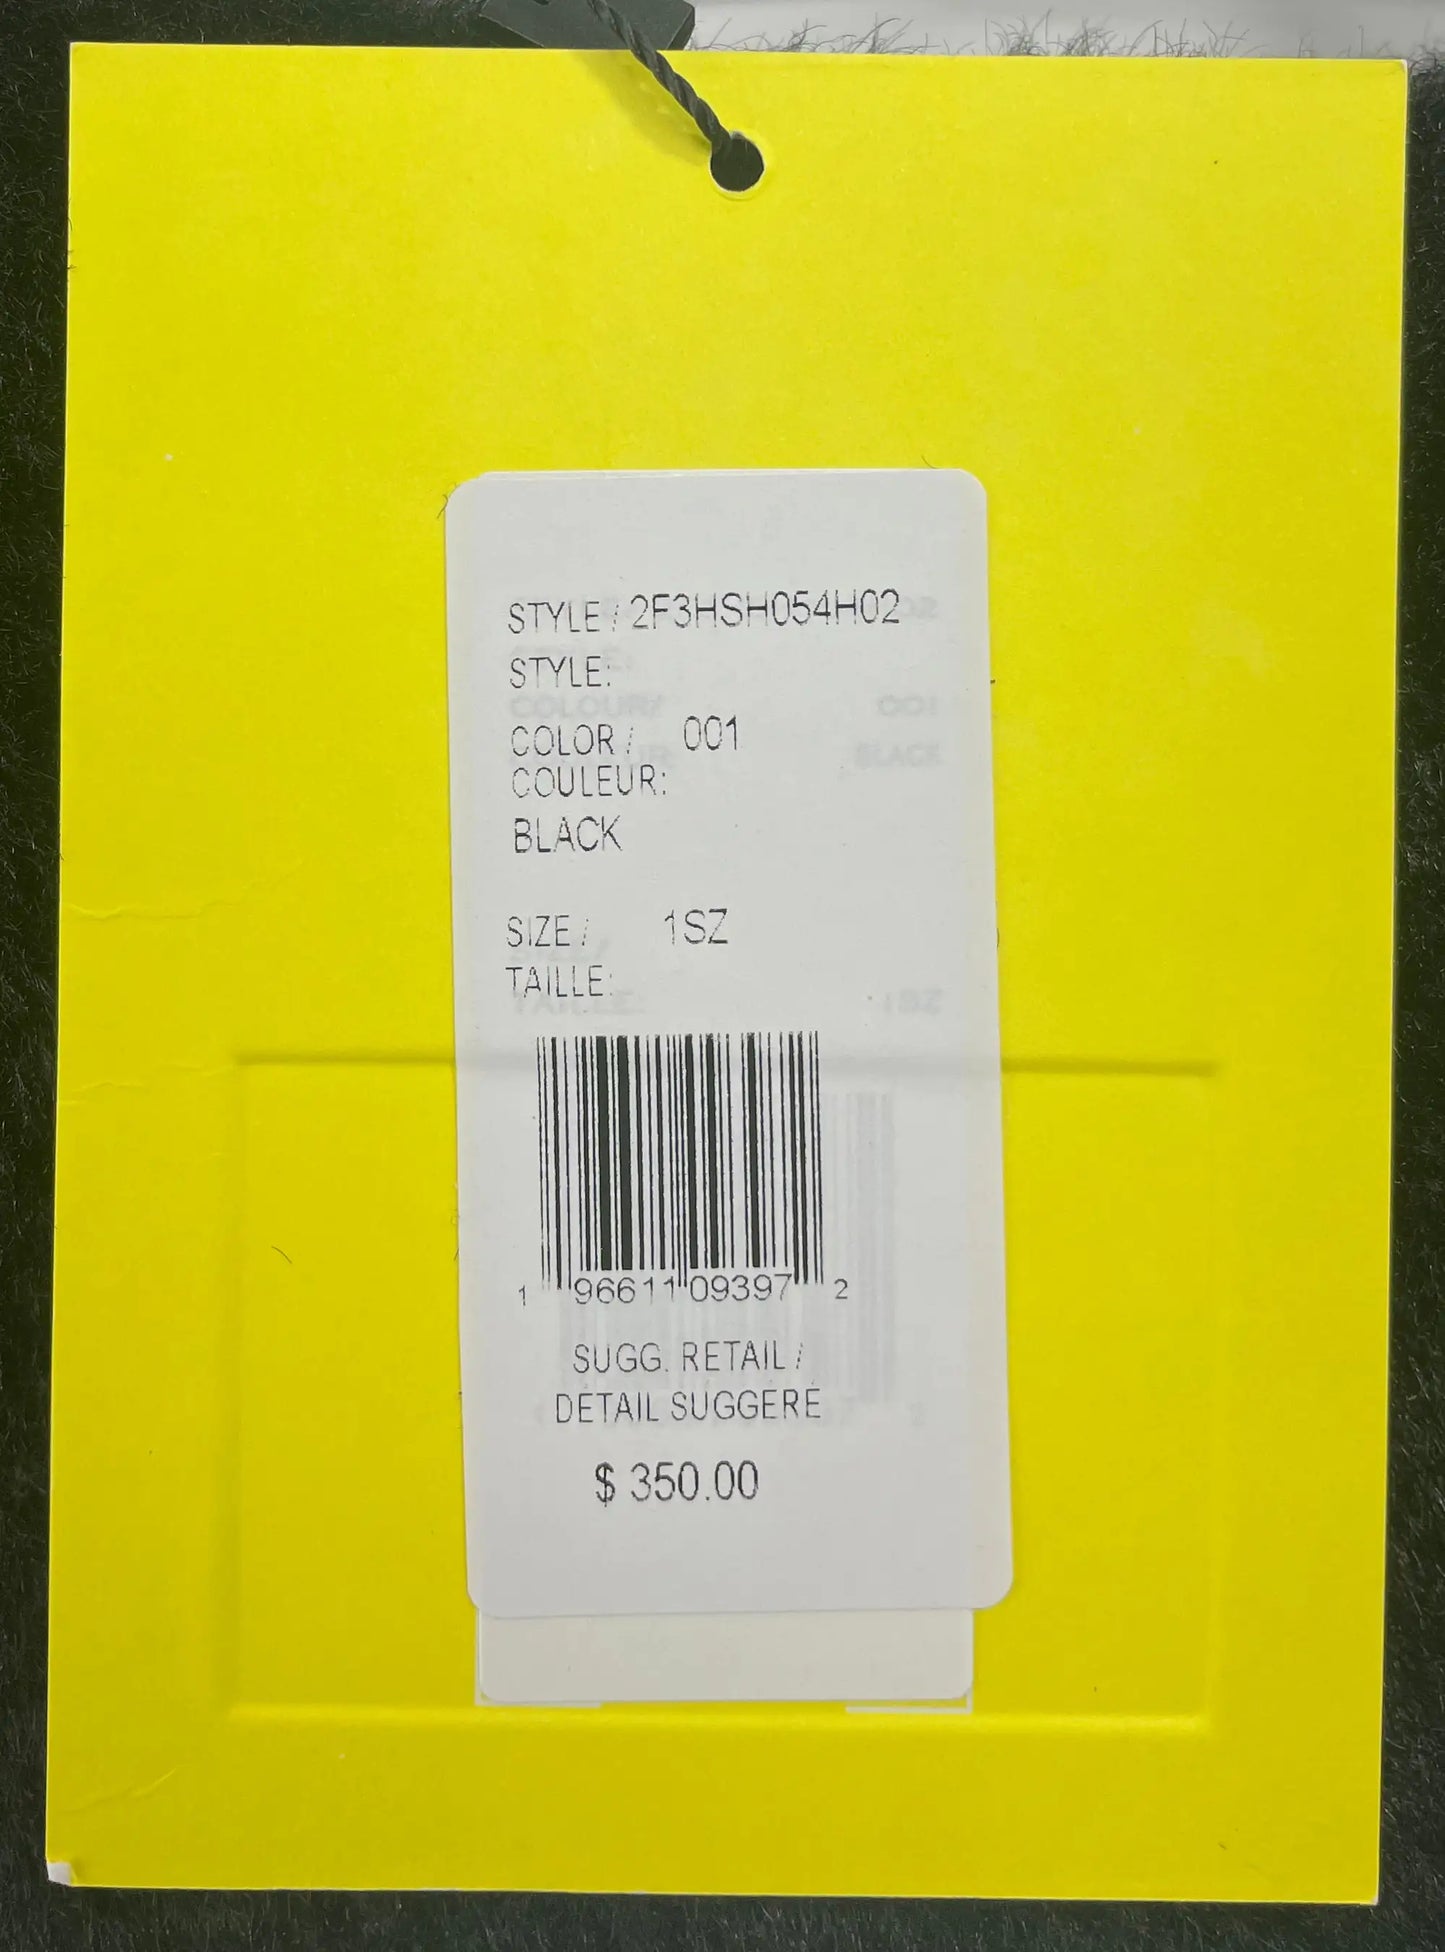 STYLE / 2F3HSH054H02
STYLE:
COLOR / 001
COULEUR:
BLACK
SIZE / 1SZ
TAILLE:
1 96611 09397 2
SUGG. RETAIL /
DETAIL SUGGERE
$ 350.00